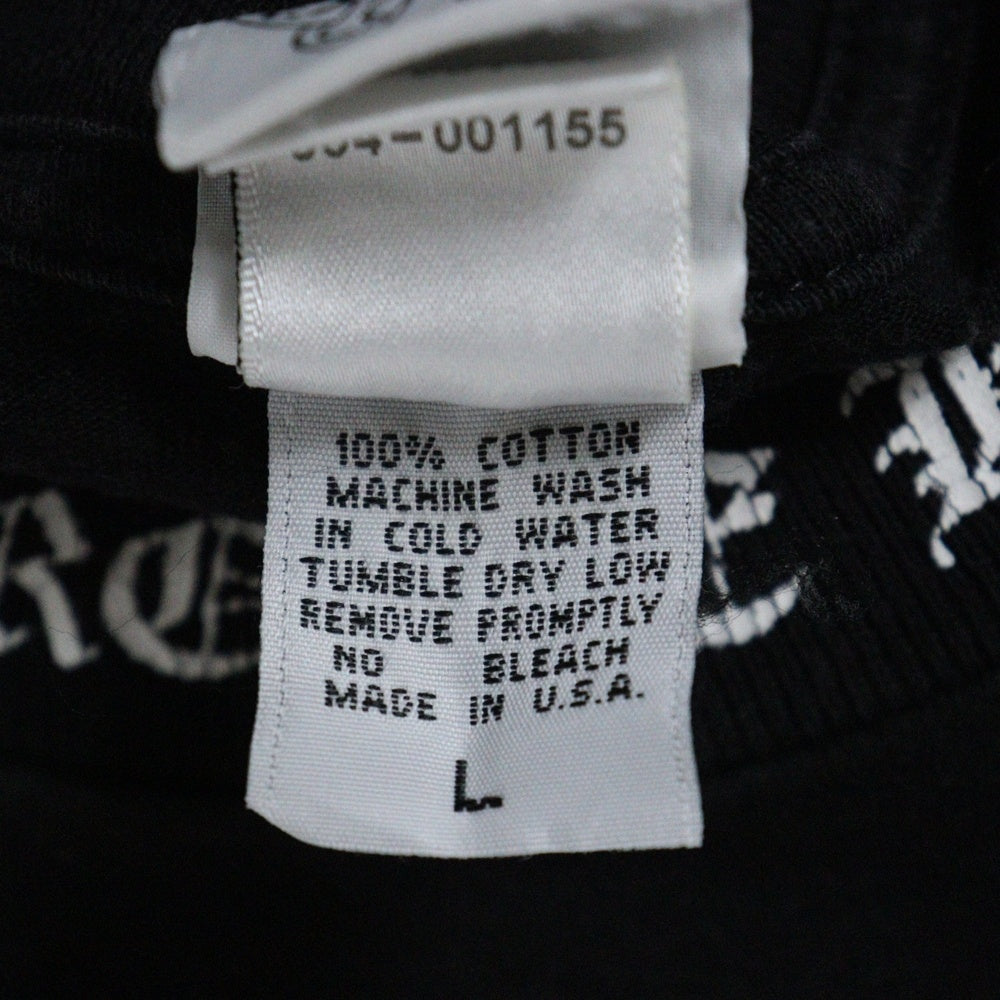 -001155
100% COTTON
MACHINE WASH
IN COLD WATER
TUMBLE DRY LOW
REMOVE PROMPTLY
NO BLEACH
MADE IN U.S.A.
L